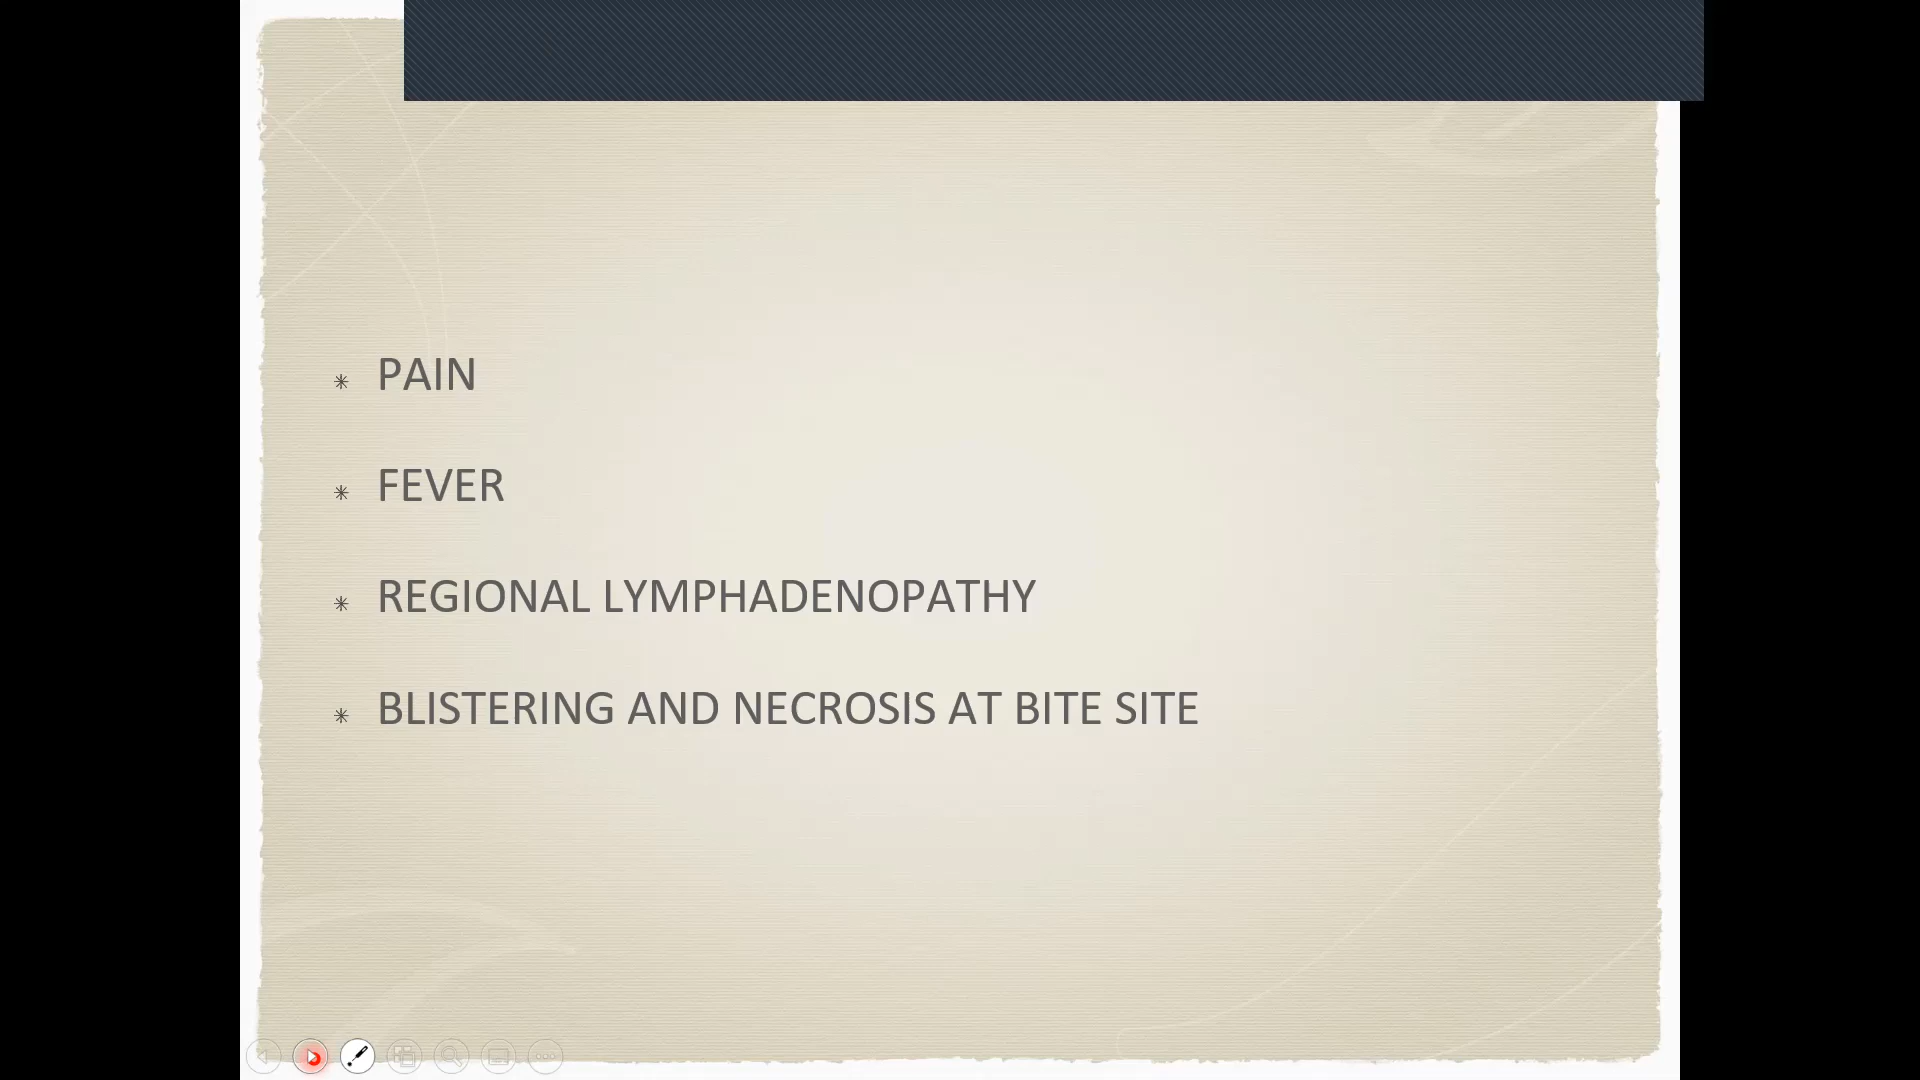 PAIN
FEVER
REGIONAL LYMPHADENOPATHY
BLISTERING AND NECROSIS AT BITE SITE